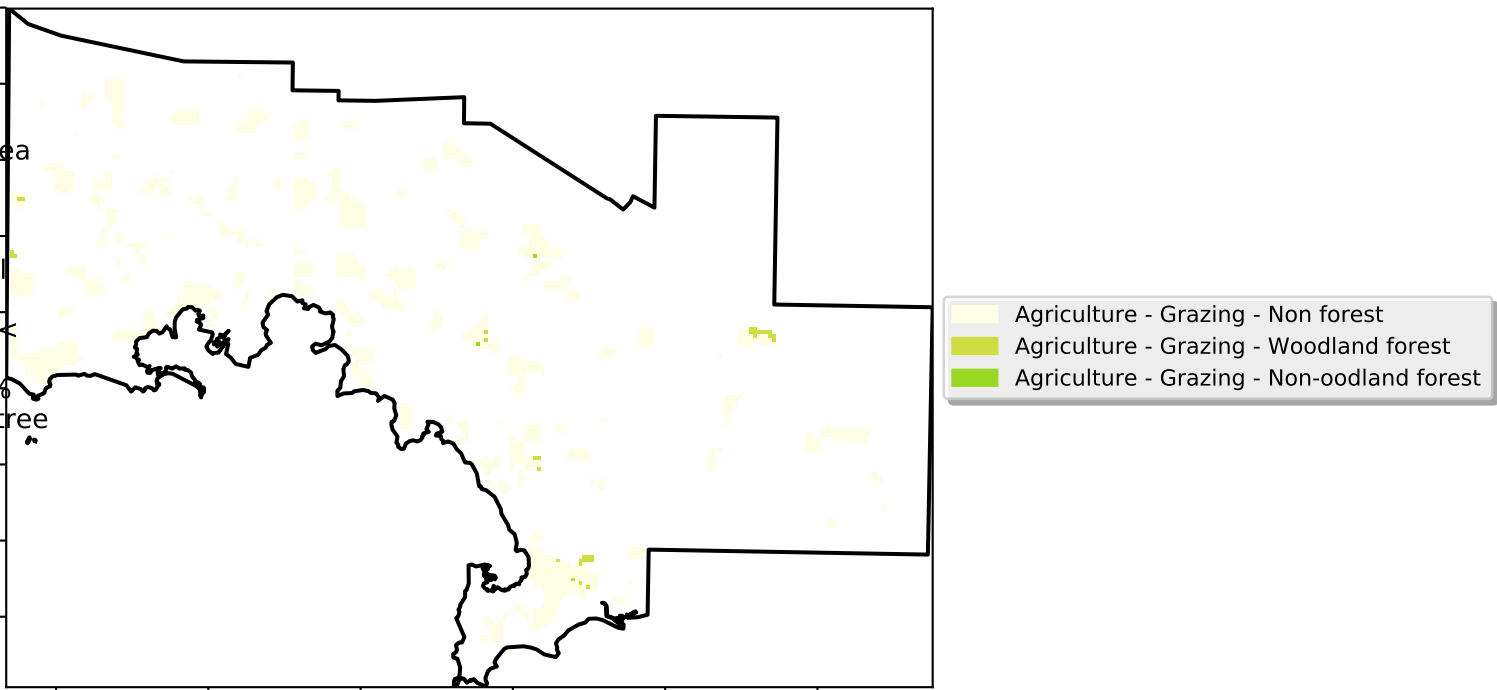 ea
Agriculture - Grazing - Non forest
Agriculture - Grazing - Woodland forest
Agriculture - Grazing - Non-oodland forest
tree